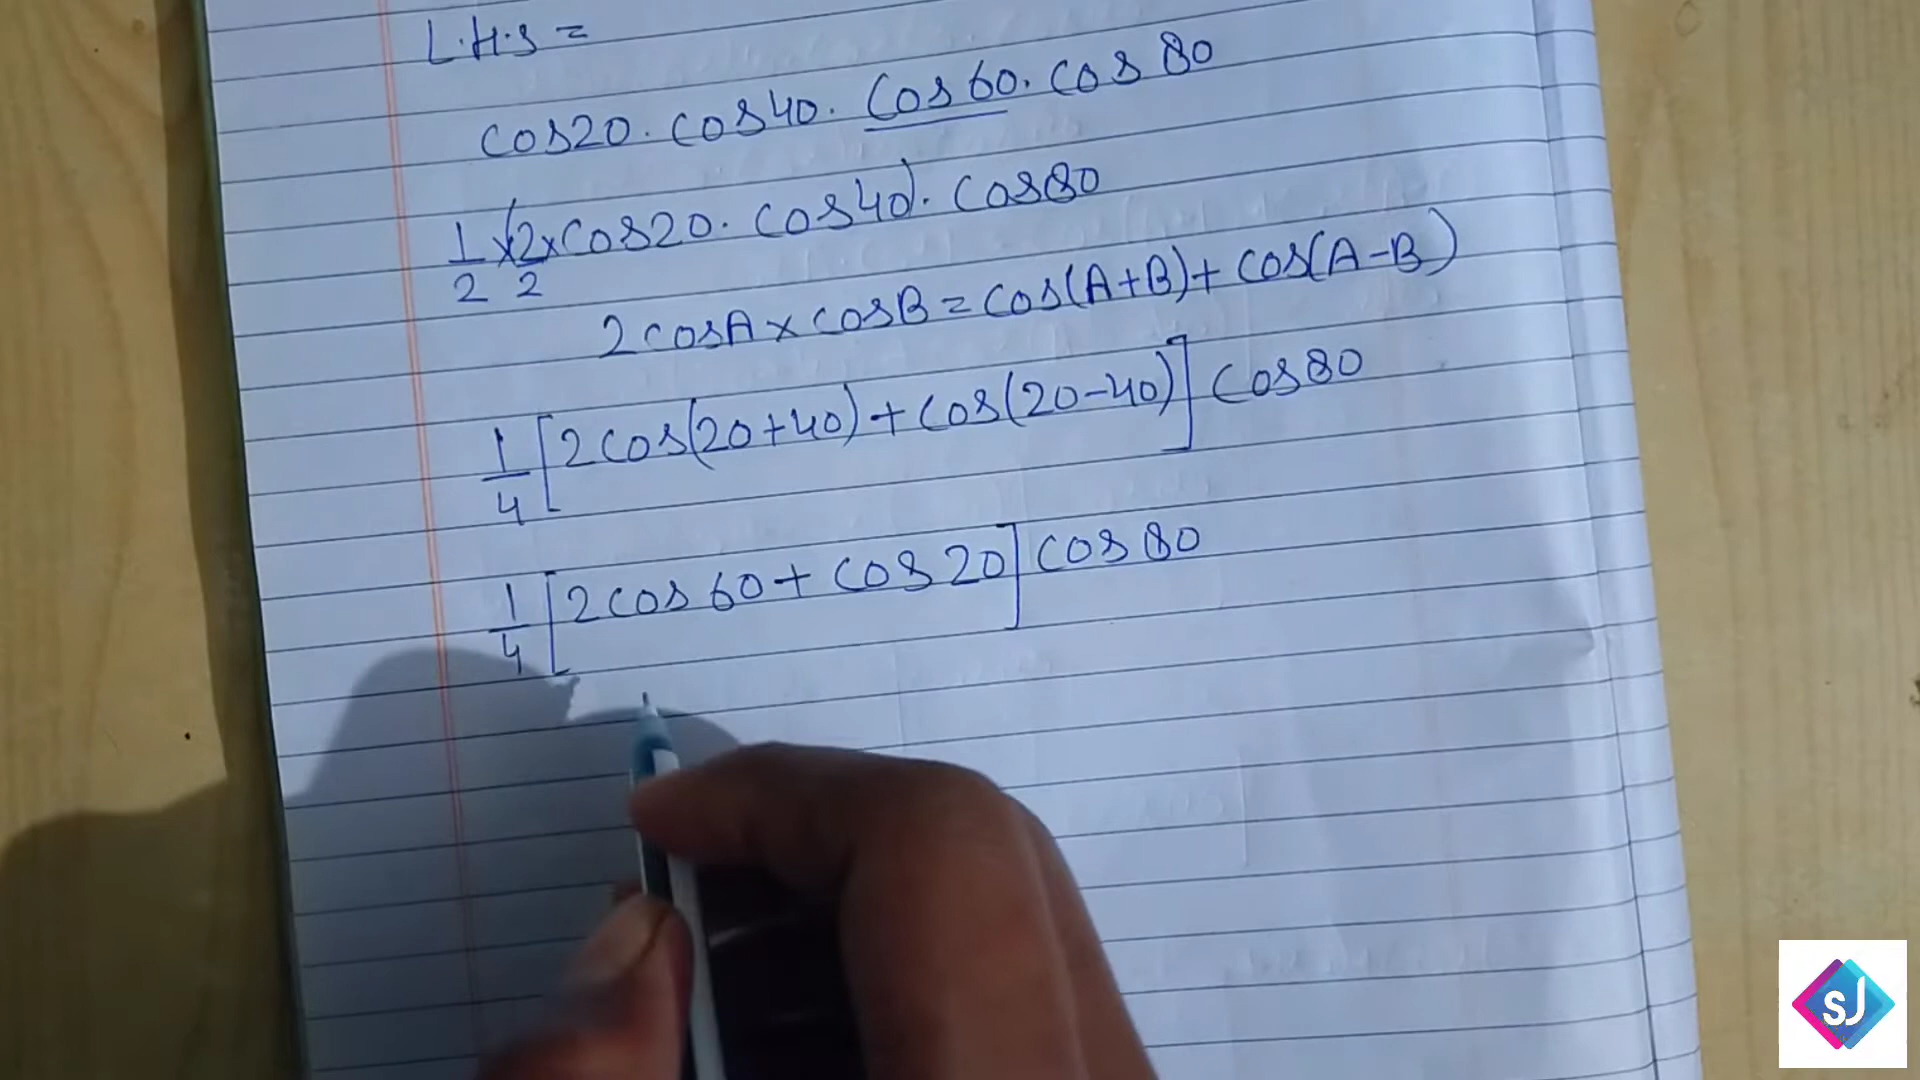 L.H.S =
cos20. cos40. cos60. cos80
1/2 × (2/2 × cos20. cos40). cos80
2cosA × cosB = cos(A+B) + cos(A-B)
1/4 [2cos(20+40) + cos(20-40)] cos80
1/4 [2cos60 + cos20] cos80
SJ